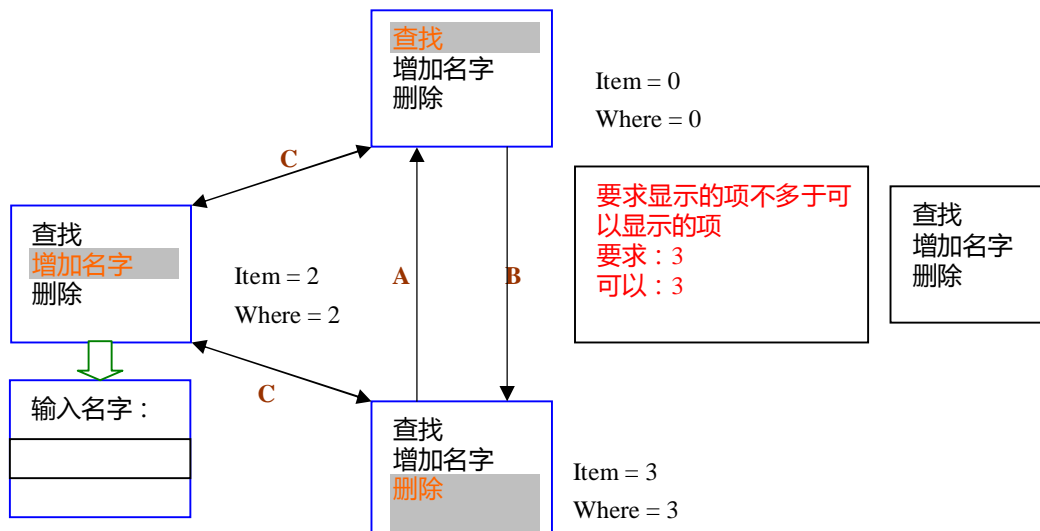 查找
增加名字
删除
Item = 0
Where = 0
C
要求显示的项不多于可
以显示的项
要求：3
可以：3
查找
增加名字
删除
查找
增加名字
删除
Item = 2
Where = 2
A
B
C
输入名字：
查找
增加名字
删除
Item = 3
Where = 3